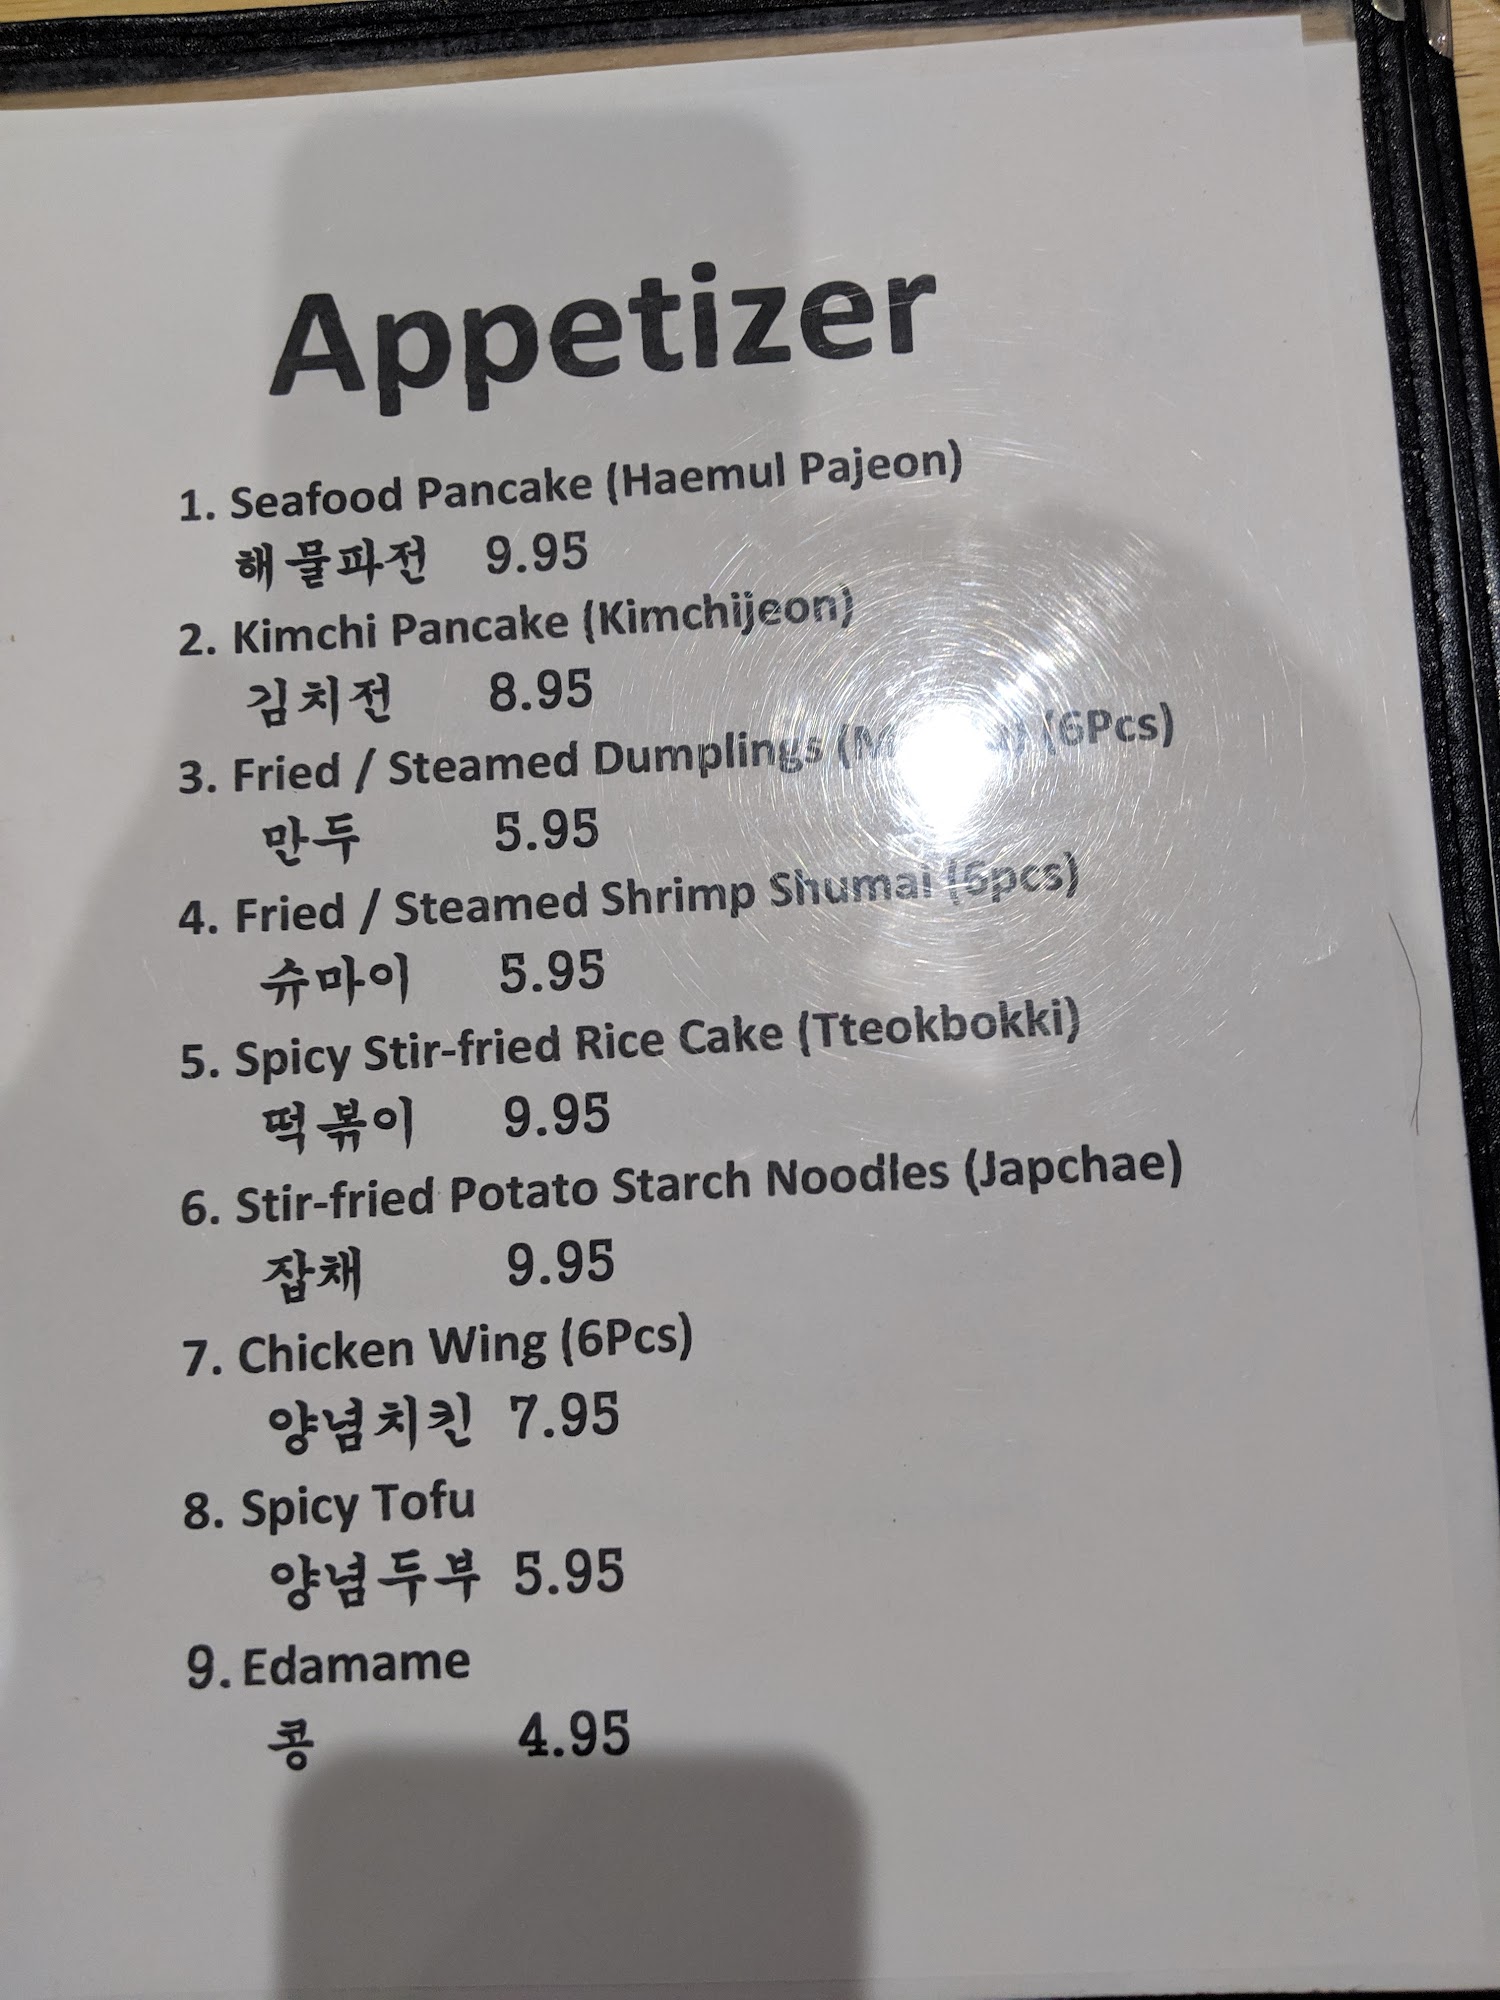 Appetizer
1. Seafood Pancake (Haemul Pajeon)
해물파전 9.95
2. Kimchi Pancake (Kimchijeon)
김치전 8.95
3. Fried / Steamed Dumplings (6Pcs)
만두 5.95
4. Fried / Steamed Shrimp Shumai (6pcs)
슈마이 5.95
5. Spicy Stir-fried Rice Cake (Tteokbokki)
떡볶이 9.95
6. Stir-fried Potato Starch Noodles (Japchae)
잡채 9.95
7. Chicken Wing (6Pcs)
양념치킨 7.95
8. Spicy Tofu
양념두부 5.95
9. Edamame
콩 4.95